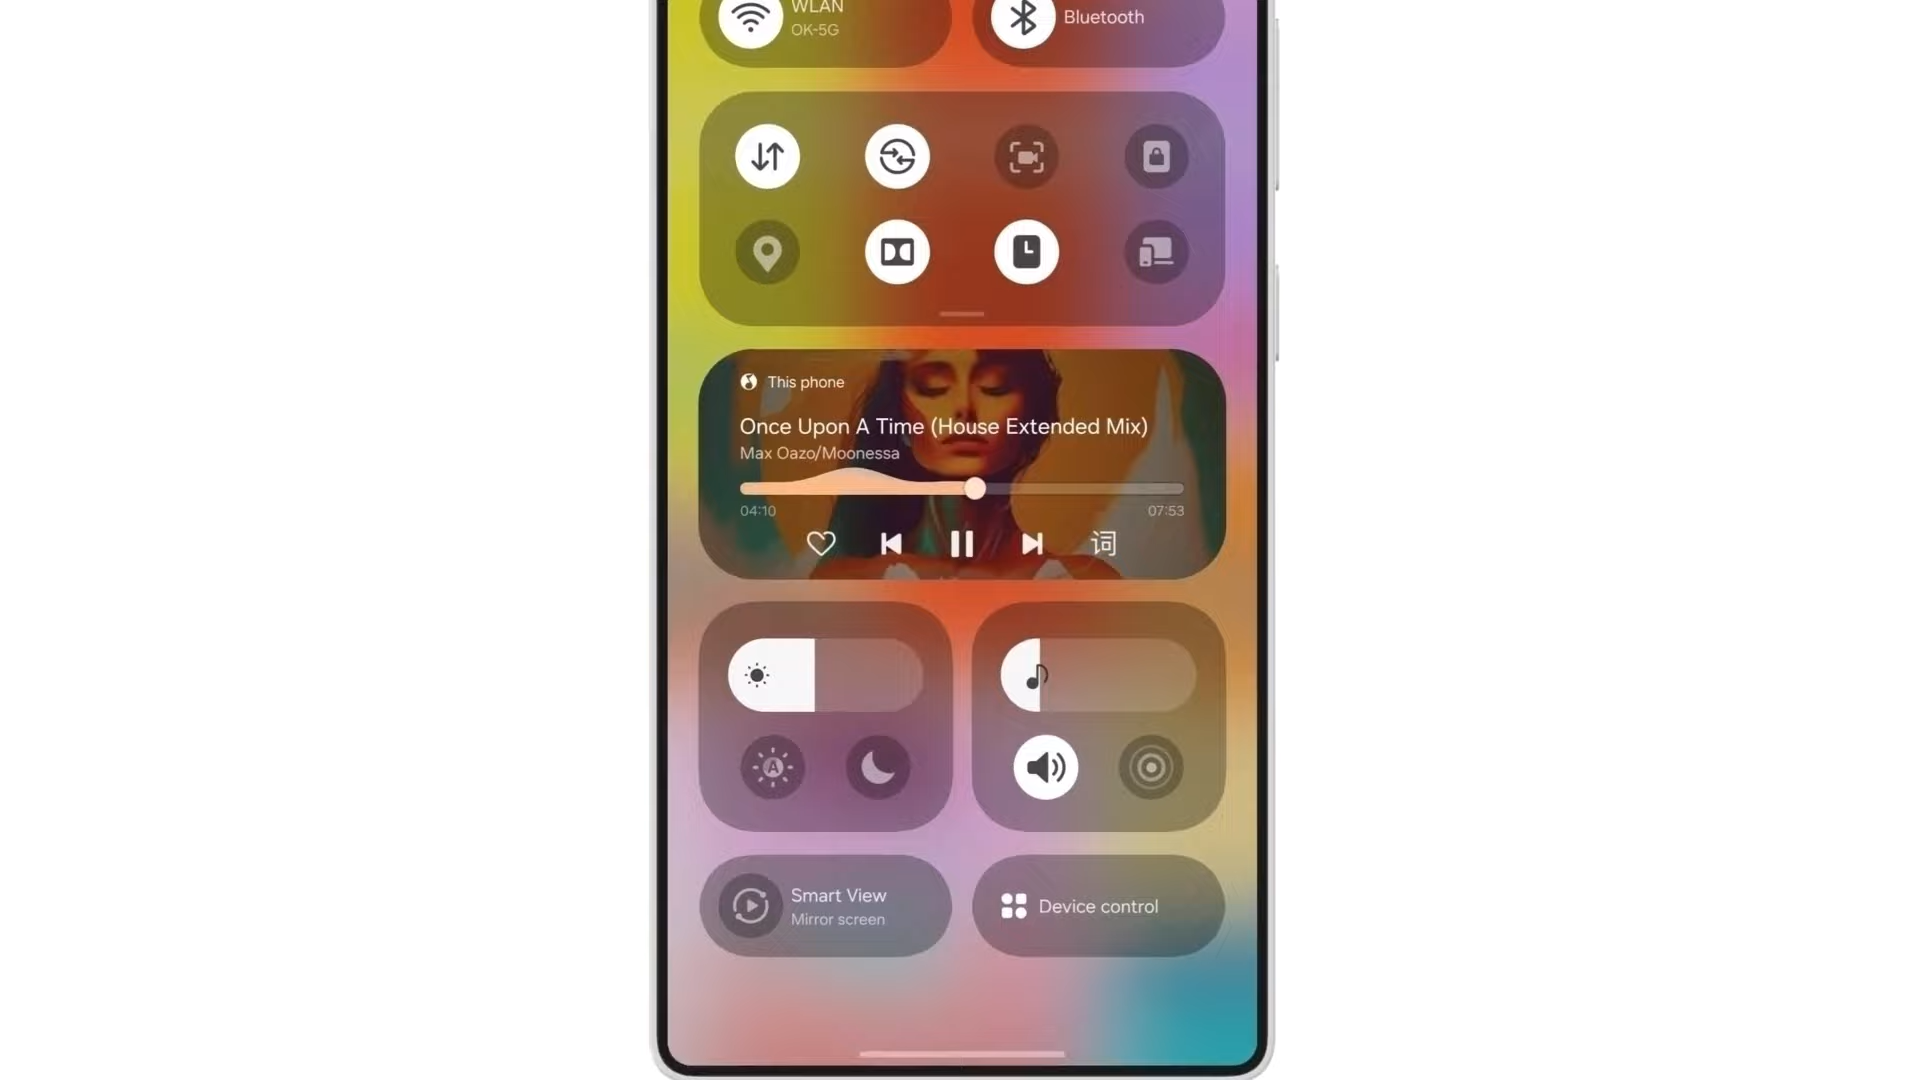 WLAN
OK-5G
Bluetooth
This phone
Once Upon A Time (House Extended Mix)
Max Oazo/Moonessa
04:10
07:53
词
A
Smart View
Mirror screen
Device control